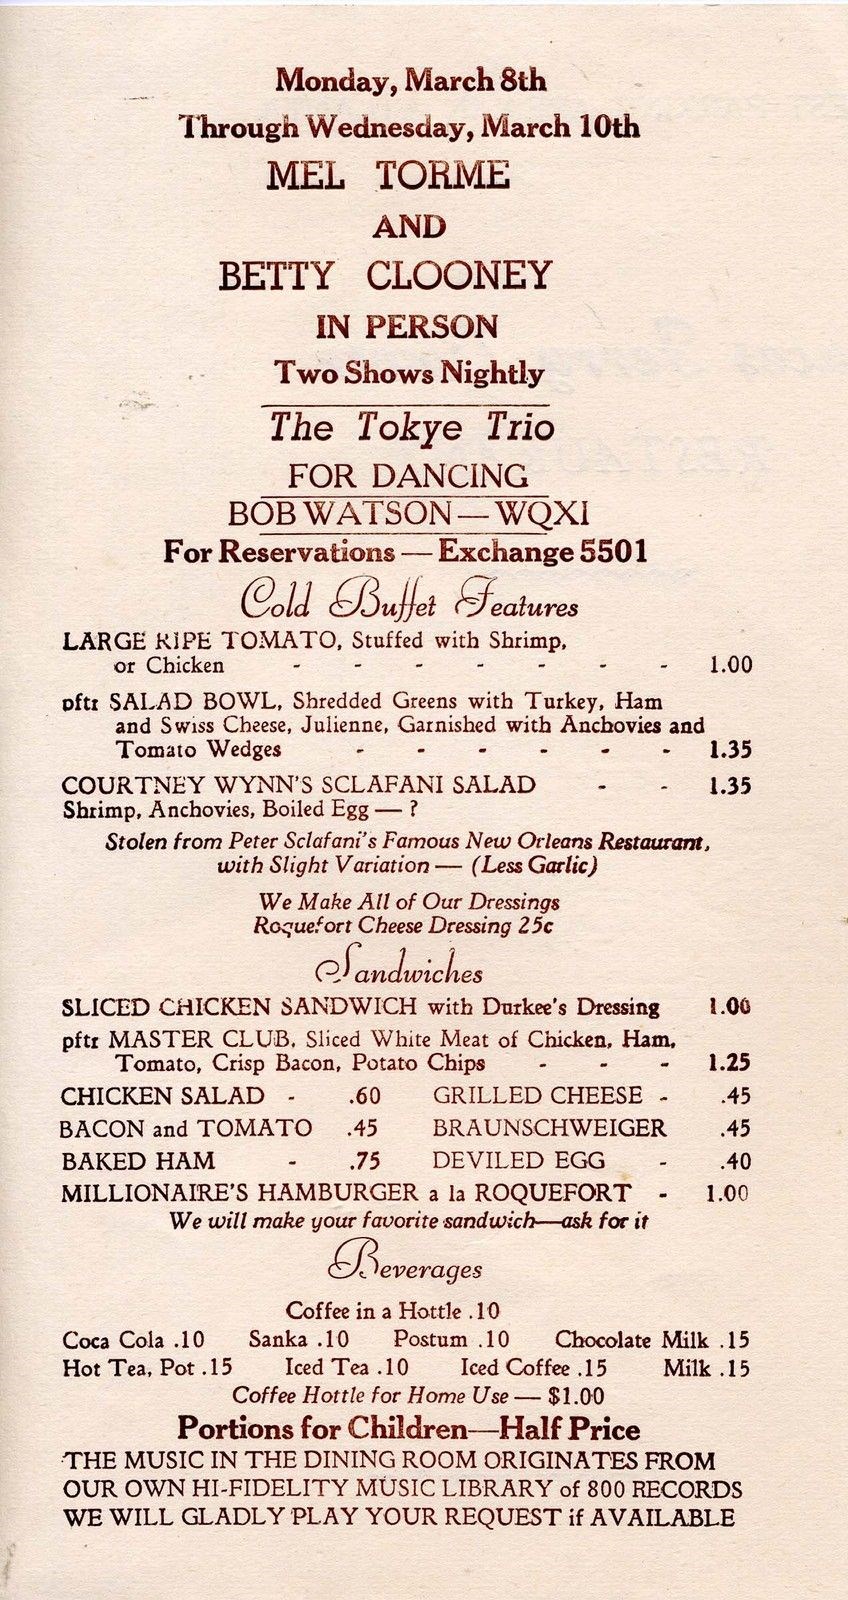 Monday, March 8th
Through Wednesday, March 10th
MEL TORME
AND
BETTY CLOONEY
IN PERSON
Two Shows Nightly
The Tokye Trio
FOR DANCING
BOB WATSON — WQXI
For Reservations — Exchange 5501
Cold Buffet Features
LARGE RIPE TOMATO, Stuffed with Shrimp,
or Chicken - - - - - - - 1.00
pftr SALAD BOWL, Shredded Greens with Turkey, Ham
and Swiss Cheese, Julienne, Garnished with Anchovies and
Tomato Wedges - - - - - - 1.35
COURTNEY WYNN'S SCLAFANI SALAD - - 1.35
Shrimp, Anchovies, Boiled Egg — ?
Stolen from Peter Sclafani's Famous New Orleans Restaurant,
with Slight Variation — (Less Garlic)
We Make All of Our Dressings
Roquefort Cheese Dressing 25c
Sandwiches
SLICED CHICKEN SANDWICH with Durkee's Dressing 1.00
pftr MASTER CLUB, Sliced White Meat of Chicken, Ham,
Tomato, Crisp Bacon, Potato Chips - - - 1.25
CHICKEN SALAD - .60 GRILLED CHEESE - .45
BACON and TOMATO .45 BRAUNSCHWEIGER .45
BAKED HAM - .75 DEVILED EGG - .40
MILLIONAIRE'S HAMBURGER a la ROQUEFORT - 1.00
We will make your favorite sandwich—ask for it
Beverages
Coffee in a Hottle .10
Coca Cola .10 Sanka .10 Postum .10 Chocolate Milk .15
Hot Tea, Pot .15 Iced Tea .10 Iced Coffee .15 Milk .15
Coffee Hottle for Home Use — $1.00
Portions for Children—Half Price
THE MUSIC IN THE DINING ROOM ORIGINATES FROM
OUR OWN HI-FIDELITY MUSIC LIBRARY of 800 RECORDS
WE WILL GLADLY PLAY YOUR REQUEST if AVAILABLE